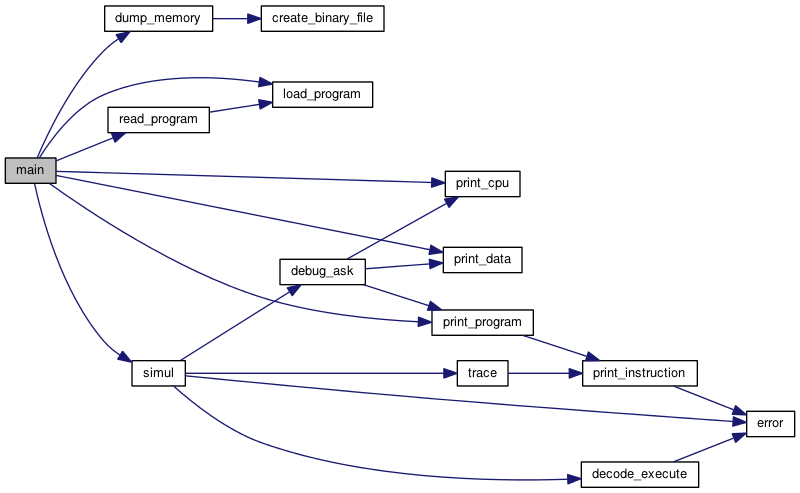 dump_memory
create_binary_file
load_program
read_program
main
print_cpu
print_data
debug_ask
print_program
simul
trace
print_instruction
error
decode_execute